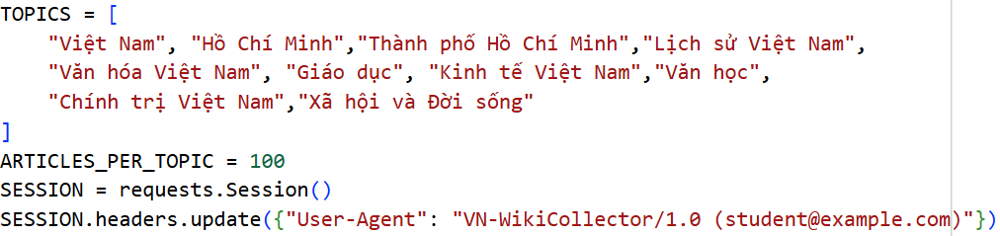 TOPICS = [
    "Việt Nam", "Hồ Chí Minh","Thành phố Hồ Chí Minh","Lịch sử Việt Nam",
    "Văn hóa Việt Nam", "Giáo dục", "Kinh tế Việt Nam","Văn học",
    "Chính trị Việt Nam","Xã hội và Đời sống"
]
ARTICLES_PER_TOPIC = 100
SESSION = requests.Session()
SESSION.headers.update({"User-Agent": "VN-WikiCollector/1.0 (student@example.com)"})